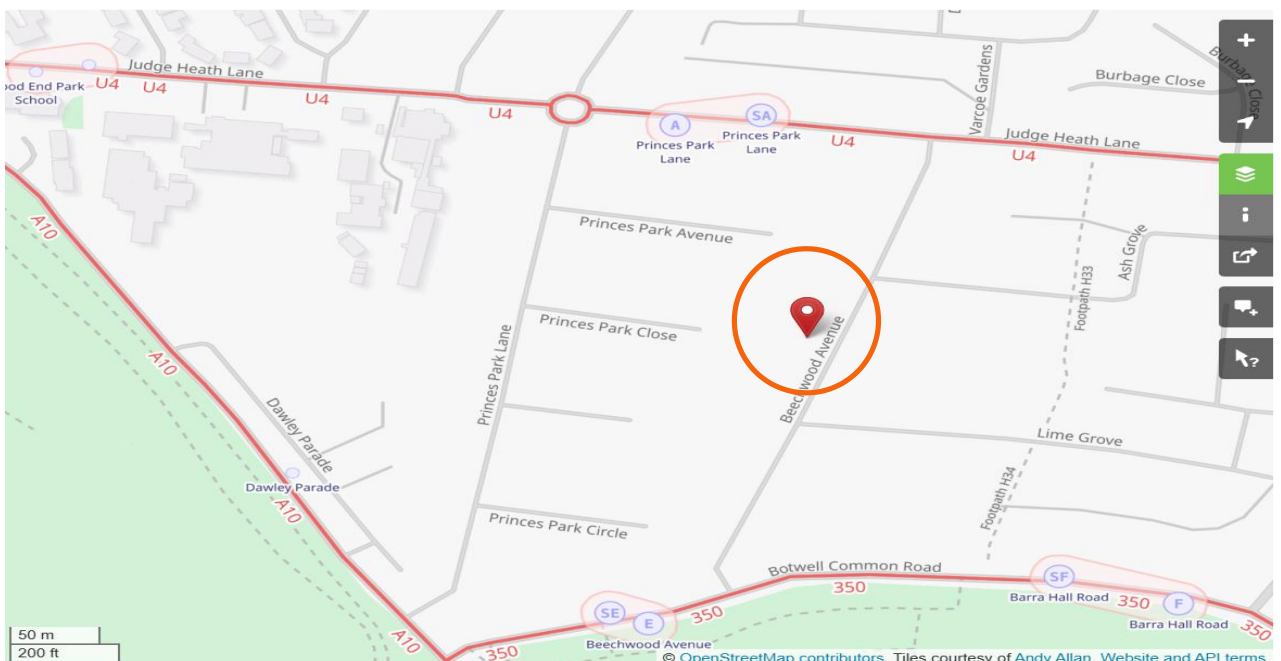 Judge Heath Lane
U4
U4
U4
U4
ood End Park
School
A
Princes Park
Lane
SA
Princes Park
Lane
U4
Varcoe Gardens
Burbage Close
Burbage Close
Judge Heath Lane
U4
A10
Princes Park Avenue
Ash Grove
Footpath H33
Princes Park Close
Beechwood Avenue
Princes Park Lane
A10
Dawley Parade
Dawley Parade
A10
Lime Grove
Footpath H34
Princes Park Circle
Botwell Common Road
350
SE
E
350
Beechwood Avenue
SF
Barra Hall Road
350
F
Barra Hall Road
350
A10
350
50 m
200 ft
+
−
i
?
© OpenStreetMap contributors. Tiles courtesy of Andy Allan. Website and API terms